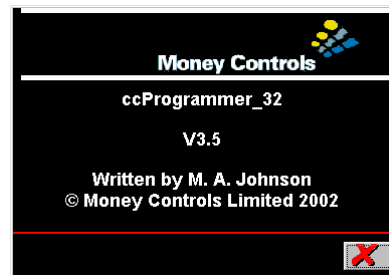 Money Controls
ccProgrammer_32
V3.5
Written by M. A. Johnson
© Money Controls Limited 2002